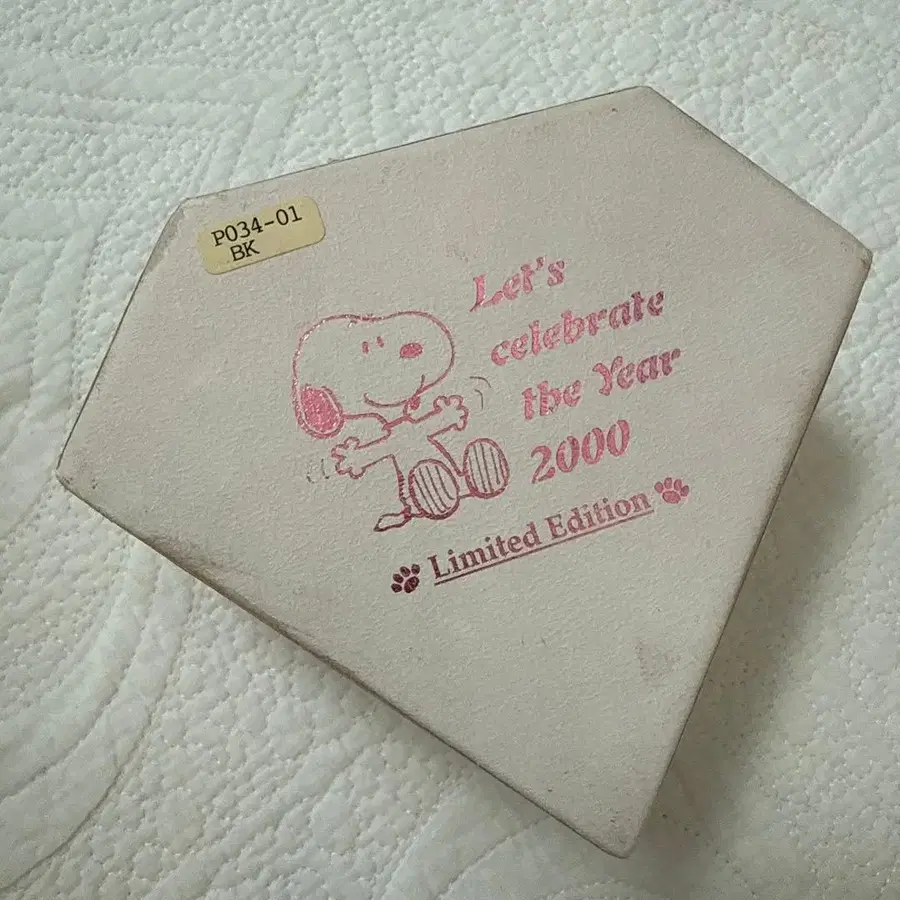 P034-01
BK
Let's
celebrate
the Year
2000
Limited Edition